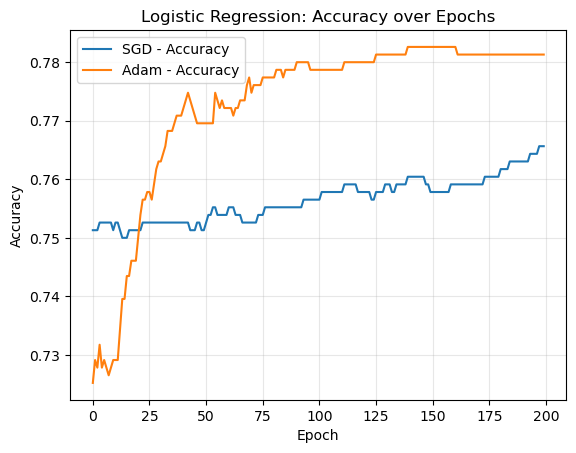 Logistic Regression: Accuracy over Epochs
SGD - Accuracy
Adam - Accuracy
Accuracy
0.78
0.77
0.76
0.75
0.74
0.73
0 25 50 75 100 125 150 175 200
Epoch